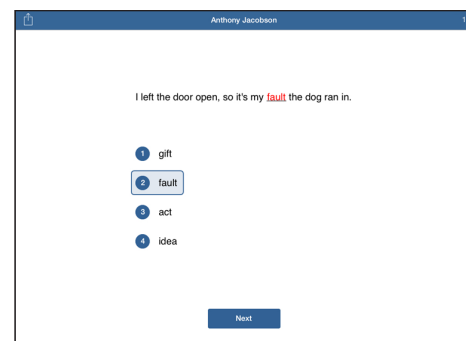 Anthony Jacobson
1
I left the door open, so it's my fault the dog ran in.
1 gift
2 fault
3 act
4 idea
Next